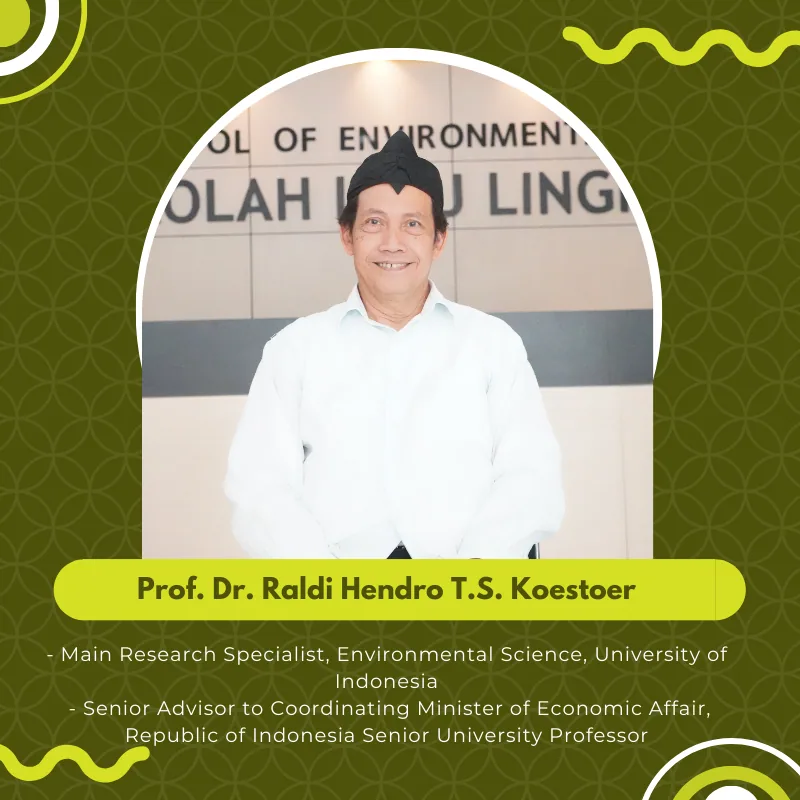 OL OF ENVIRONMENT
OLAH LINGI
Prof. Dr. Raldi Hendro T.S. Koestoer
- Main Research Specialist, Environmental Science, University of
Indonesia
- Senior Advisor to Coordinating Minister of Economic Affair,
Republic of Indonesia Senior University Professor